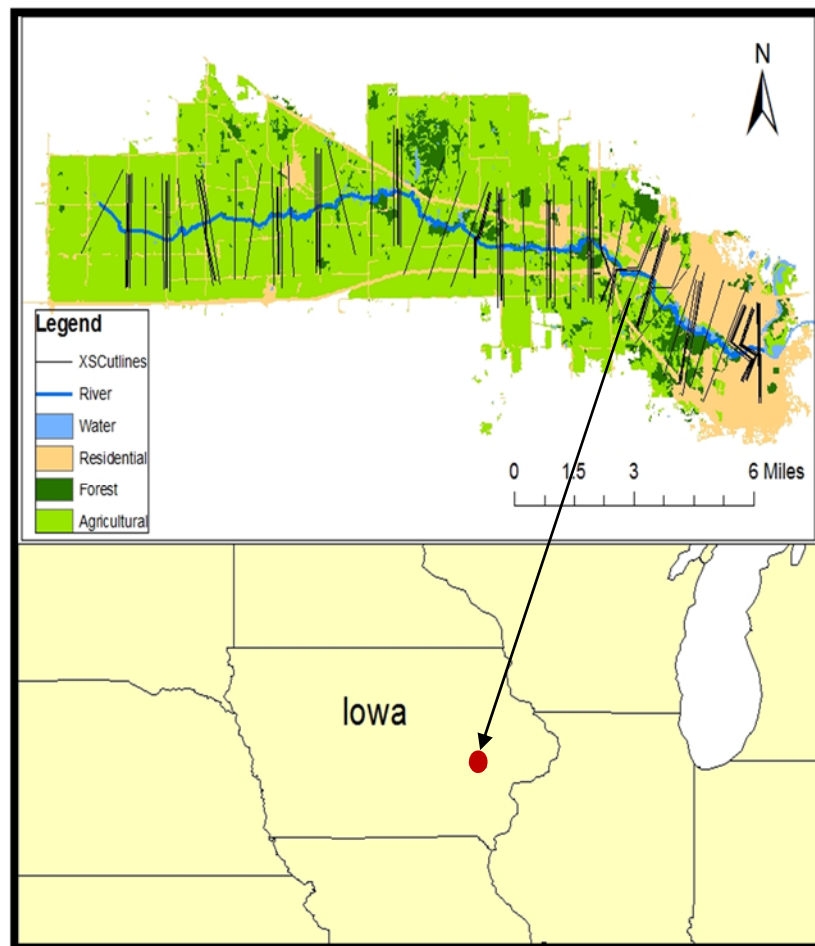 N
Legend
XSCutlines
River
Water
Residential
Forest
Agricultural
0 1.5 3 6 Miles
Iowa